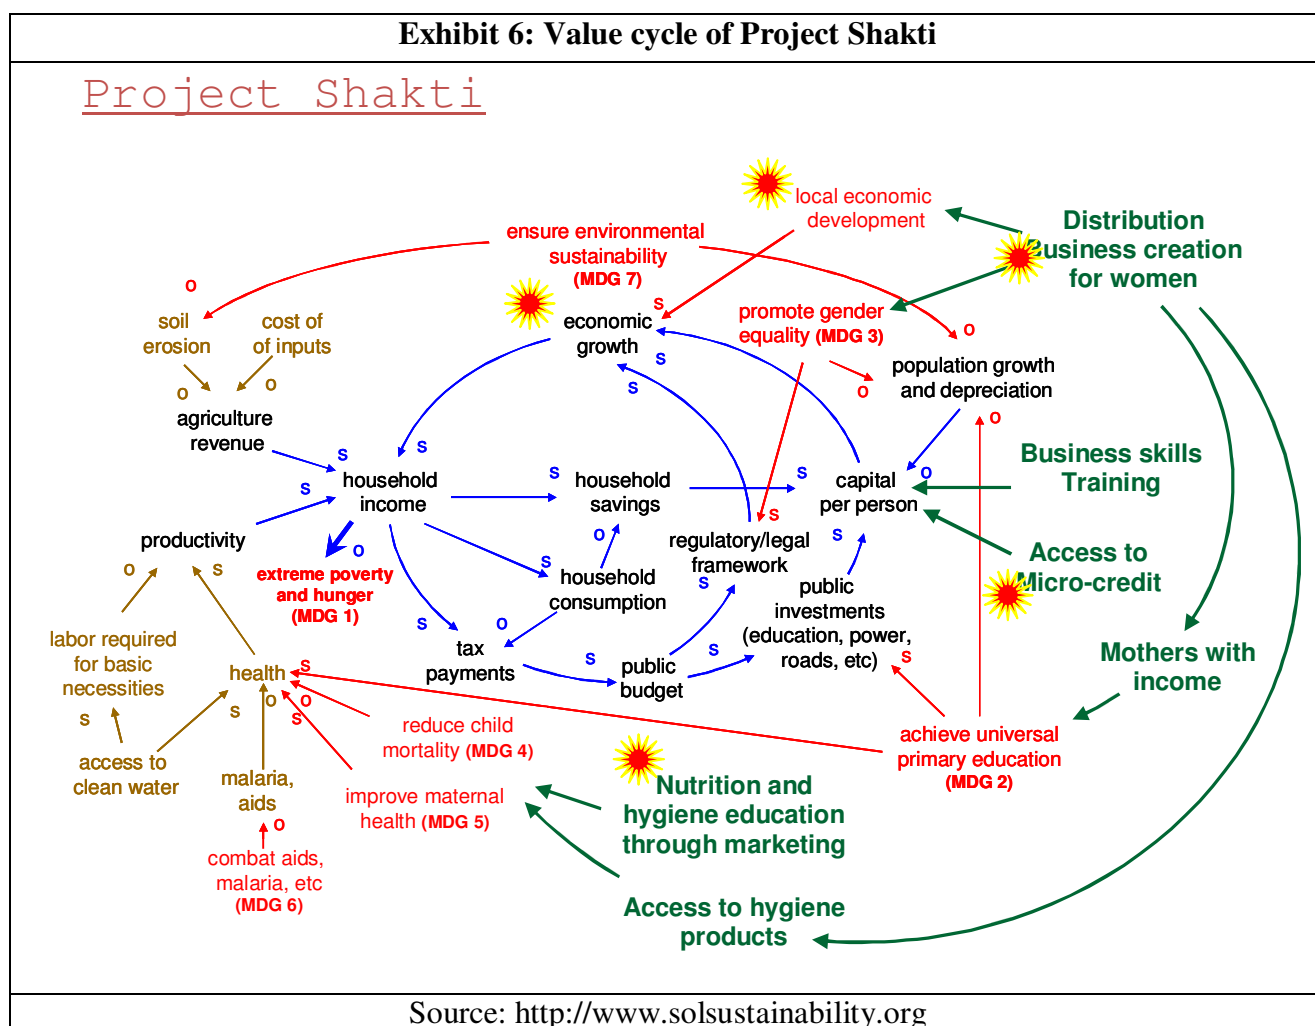 Exhibit 6: Value cycle of Project Shakti
Project Shakti
local economic
development
Distribution
Business creation
for women
ensure environmental
sustainability
(MDG 7)
o
soil
erosion
cost of
of inputs
o
o
agriculture
revenue
s
economic
growth
s
s
s
s
promote gender
equality (MDG 3)
o
o
population growth
and depreciation
o
o
Business skills
Training
s
household
income
s
s
household
savings
s
capital
per person
s
Access to
Micro-credit
productivity
o
s
o
extreme poverty
and hunger
(MDG 1)
s
o
household
consumption
s
regulatory/legal
framework
s
public
investments
(education, power,
roads, etc)
s
s
o
tax
payments
s
public
budget
s
s
labor required
for basic
necessities
s
health
s
o
o
s
s
access to
clean water
malaria,
aids
o
combat aids,
malaria, etc
(MDG 6)
reduce child
mortality (MDG 4)
improve maternal
health (MDG 5)
Mothers with
income
achieve universal
primary education
(MDG 2)
Nutrition and
hygiene education
through marketing
Access to hygiene
products
Source: http://www.solsustainability.org